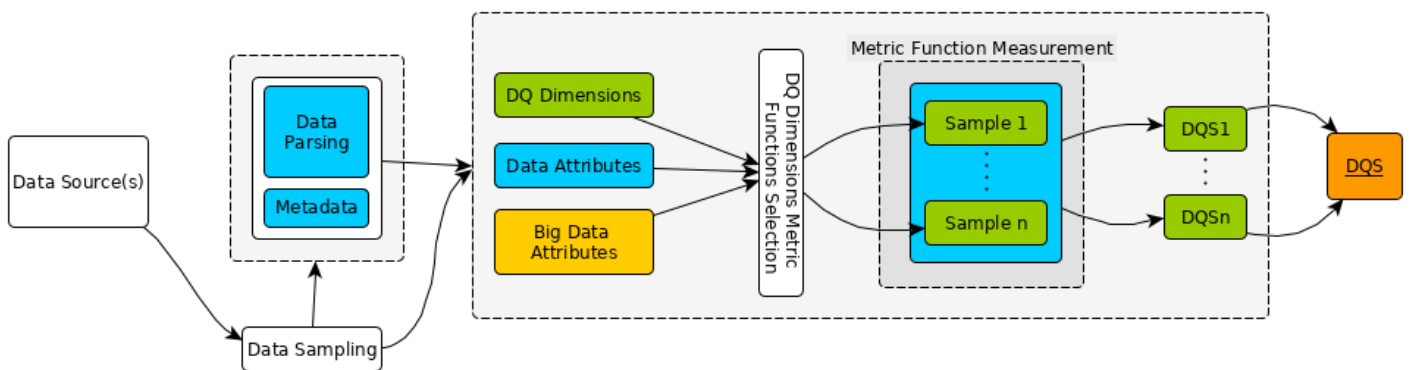 Data Source(s)
Data
Parsing
Metadata
Data Sampling
DQ Dimensions
Data Attributes
Big Data
Attributes
DQ Dimensions Metric
Functions Selection
Metric Function Measurement
Sample 1
Sample n
DQS1
DQSn
DQS